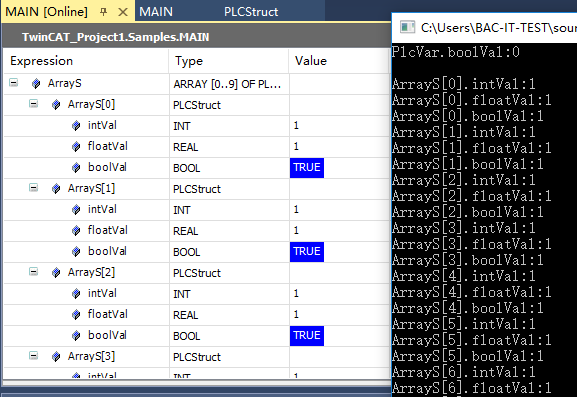 MAIN [Online] MAIN PLCStruct
TwinCAT_Project1.Samples.MAIN
Expression Type Value
ArrayS ARRAY [0..9] OF PL...
ArrayS[0] PLCStruct
intVal INT 1
floatVal REAL 1
boolVal BOOL TRUE
ArrayS[1] PLCStruct
intVal INT 1
floatVal REAL 1
boolVal BOOL TRUE
ArrayS[2] PLCStruct
intVal INT 1
floatVal REAL 1
boolVal BOOL TRUE
ArrayS[3] PLCStruct
intVal INT 1
C:\Users\BAC-IT-TEST\sour
PlcVar.boolVal:0
ArrayS[0].intVal:1
ArrayS[0].floatVal:1
ArrayS[0].boolVal:1
ArrayS[1].intVal:1
ArrayS[1].floatVal:1
ArrayS[1].boolVal:1
ArrayS[2].intVal:1
ArrayS[2].floatVal:1
ArrayS[2].boolVal:1
ArrayS[3].intVal:1
ArrayS[3].floatVal:1
ArrayS[3].boolVal:1
ArrayS[4].intVal:1
ArrayS[4].floatVal:1
ArrayS[4].boolVal:1
ArrayS[5].intVal:1
ArrayS[5].floatVal:1
ArrayS[5].boolVal:1
ArrayS[6].intVal:1
ArrayS[6].floatVal:1